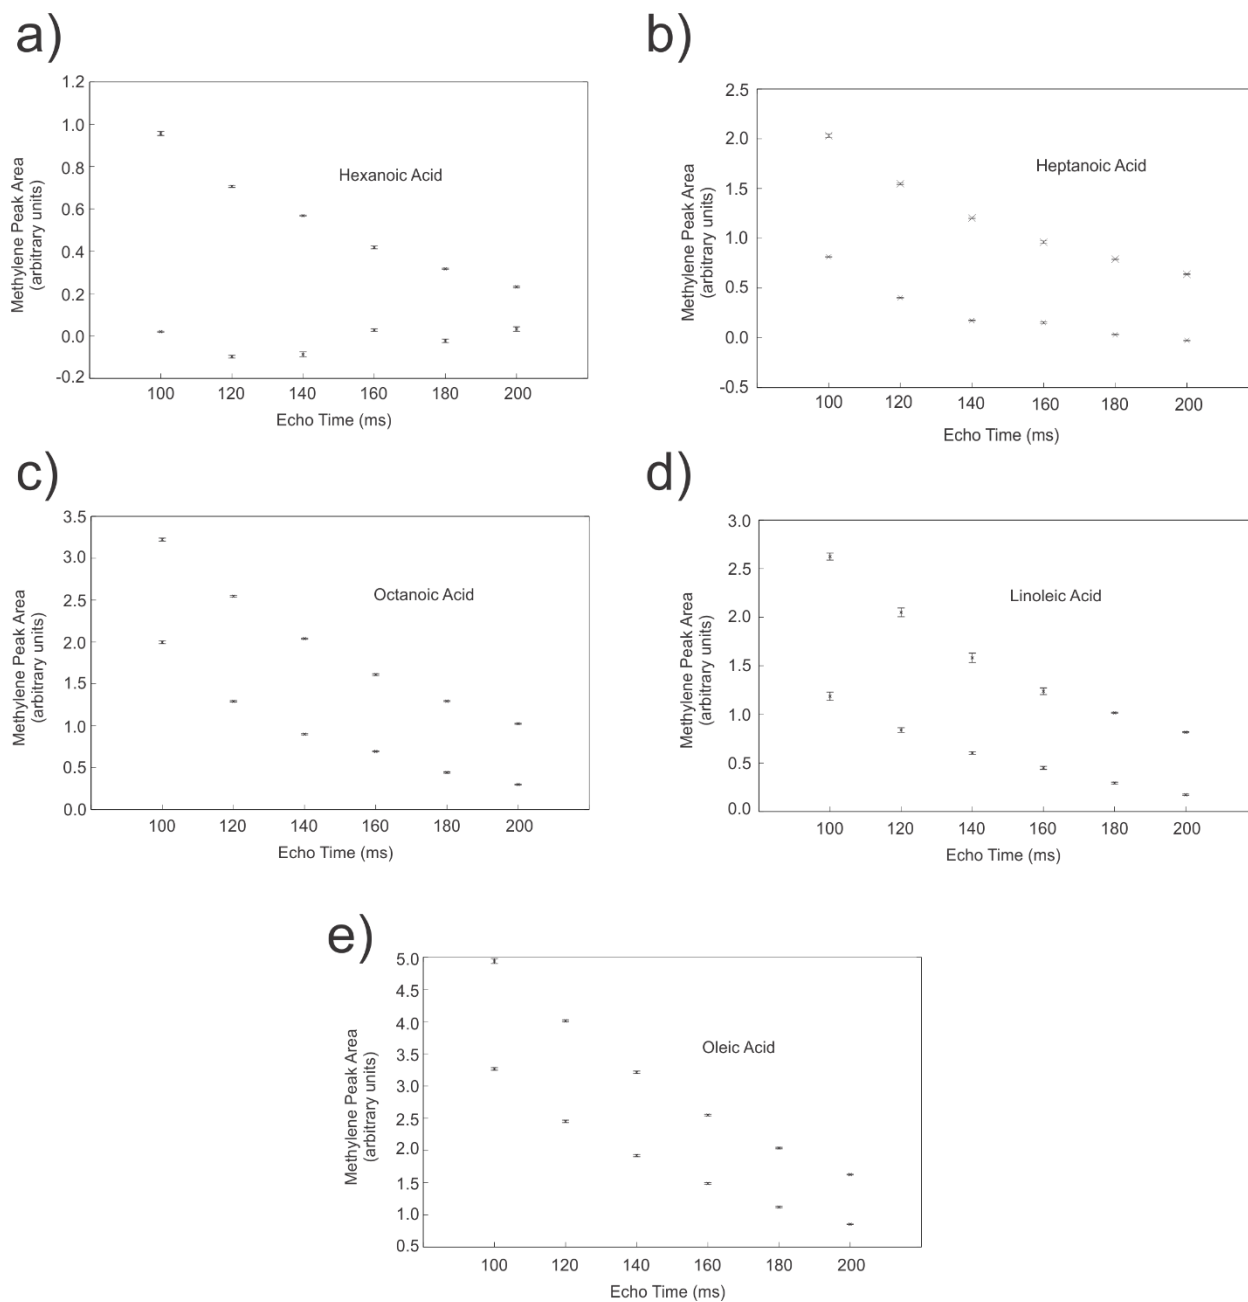 a)
Methylene Peak Area
(arbitrary units)
1.2
1.0
0.8
0.6
0.4
0.2
0.0
-0.2
Hexanoic Acid
100 120 140 160 180 200
Echo Time (ms)
b)
Methylene Peak Area
(arbitrary units)
2.5
2.0
1.5
1.0
0.5
0.0
-0.5
Heptanoic Acid
100 120 140 160 180 200
Echo Time (ms)
c)
Methylene Peak Area
(arbitrary units)
3.5
3.0
2.5
2.0
1.5
1.0
0.5
0.0
Octanoic Acid
100 120 140 160 180 200
Echo Time (ms)
d)
Methylene Peak Area
(arbitrary units)
3.0
2.5
2.0
1.5
1.0
0.5
0.0
Linoleic Acid
100 120 140 160 180 200
Echo Time (ms)
e)
Methylene Peak Area
(arbitrary units)
5.0
4.5
4.0
3.5
3.0
2.5
2.0
1.5
1.0
0.5
Oleic Acid
100 120 140 160 180 200
Echo Time (ms)